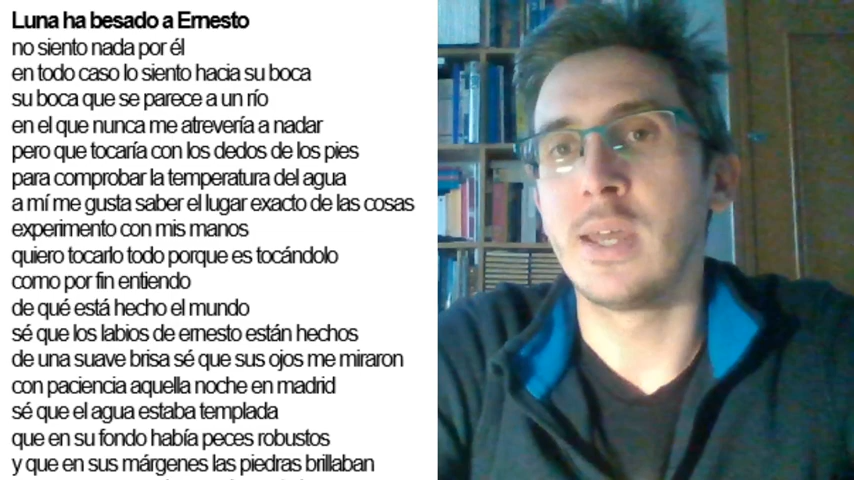 Luna ha besado a Ernesto
no siento nada por él
en todo caso lo siento hacia su boca
su boca que se parece a un río
en el que nunca me atrevería a nadar
pero que tocaría con los dedos de los pies
para comprobar la temperatura del agua
a mí me gusta saber el lugar exacto de las cosas
experimento con mis manos
quiero tocarlo todo porque es tocándolo
como por fin entiendo
de qué está hecho el mundo
sé que los labios de ernesto están hechos
de una suave brisa sé que sus ojos me miraron
con paciencia aquella noche en madrid
sé que el agua estaba templada
que en su fondo había peces robustos
y que en sus márgenes las piedras brillaban